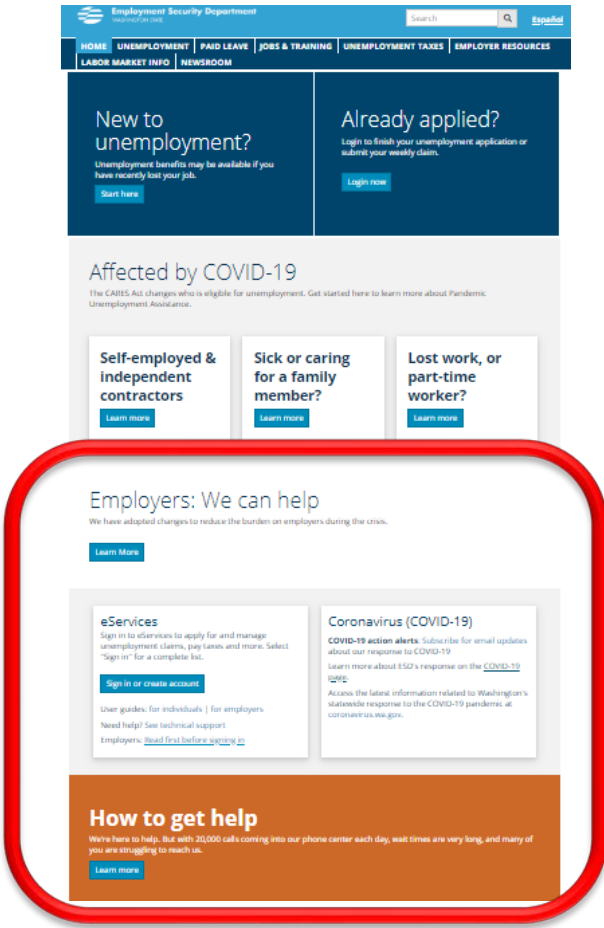 Employment Security Department
WASHINGTON STATE
Search
Español
HOME
UNEMPLOYMENT
PAID LEAVE
JOBS & TRAINING
UNEMPLOYMENT TAXES
EMPLOYER RESOURCES
LABOR MARKET INFO
NEWSROOM
New to
unemployment?
Unemployment benefits may be available if you
have recently lost your job.
Start here
Already applied?
Login to finish your unemployment application or
submit your weekly claim.
Login now
Affected by COVID-19
The CARES Act changes who is eligible for unemployment. Get started here to learn more about Pandemic
Unemployment Assistance.
Self-employed &
independent
contractors
Learn more
Sick or caring
for a family
member?
Learn more
Lost work, or
part-time
worker?
Learn more
Employers: We can help
We have adopted changes to reduce the burden on employers during the crisis.
Learn More
eServices
Sign in to eServices to apply for and manage
unemployment claims, pay taxes and more. Select
"Sign in" for a complete list.
Sign in or create account
User guides: for individuals | for employers
Need help? See technical support
Employers: Read first before signing in
Coronavirus (COVID-19)
COVID-19 action alerts: Subscribe for email updates
about our response to COVID-19
Learn more about ESD's response on the COVID-19
page.
Access the latest information related to Washington's
statewide response to the COVID-19 pandemic at
coronavirus.wa.gov.
How to get help
We're here to help. But with 20,000 calls coming into our phone center each day, wait times are very long, and many of
you are struggling to reach us.
Learn more